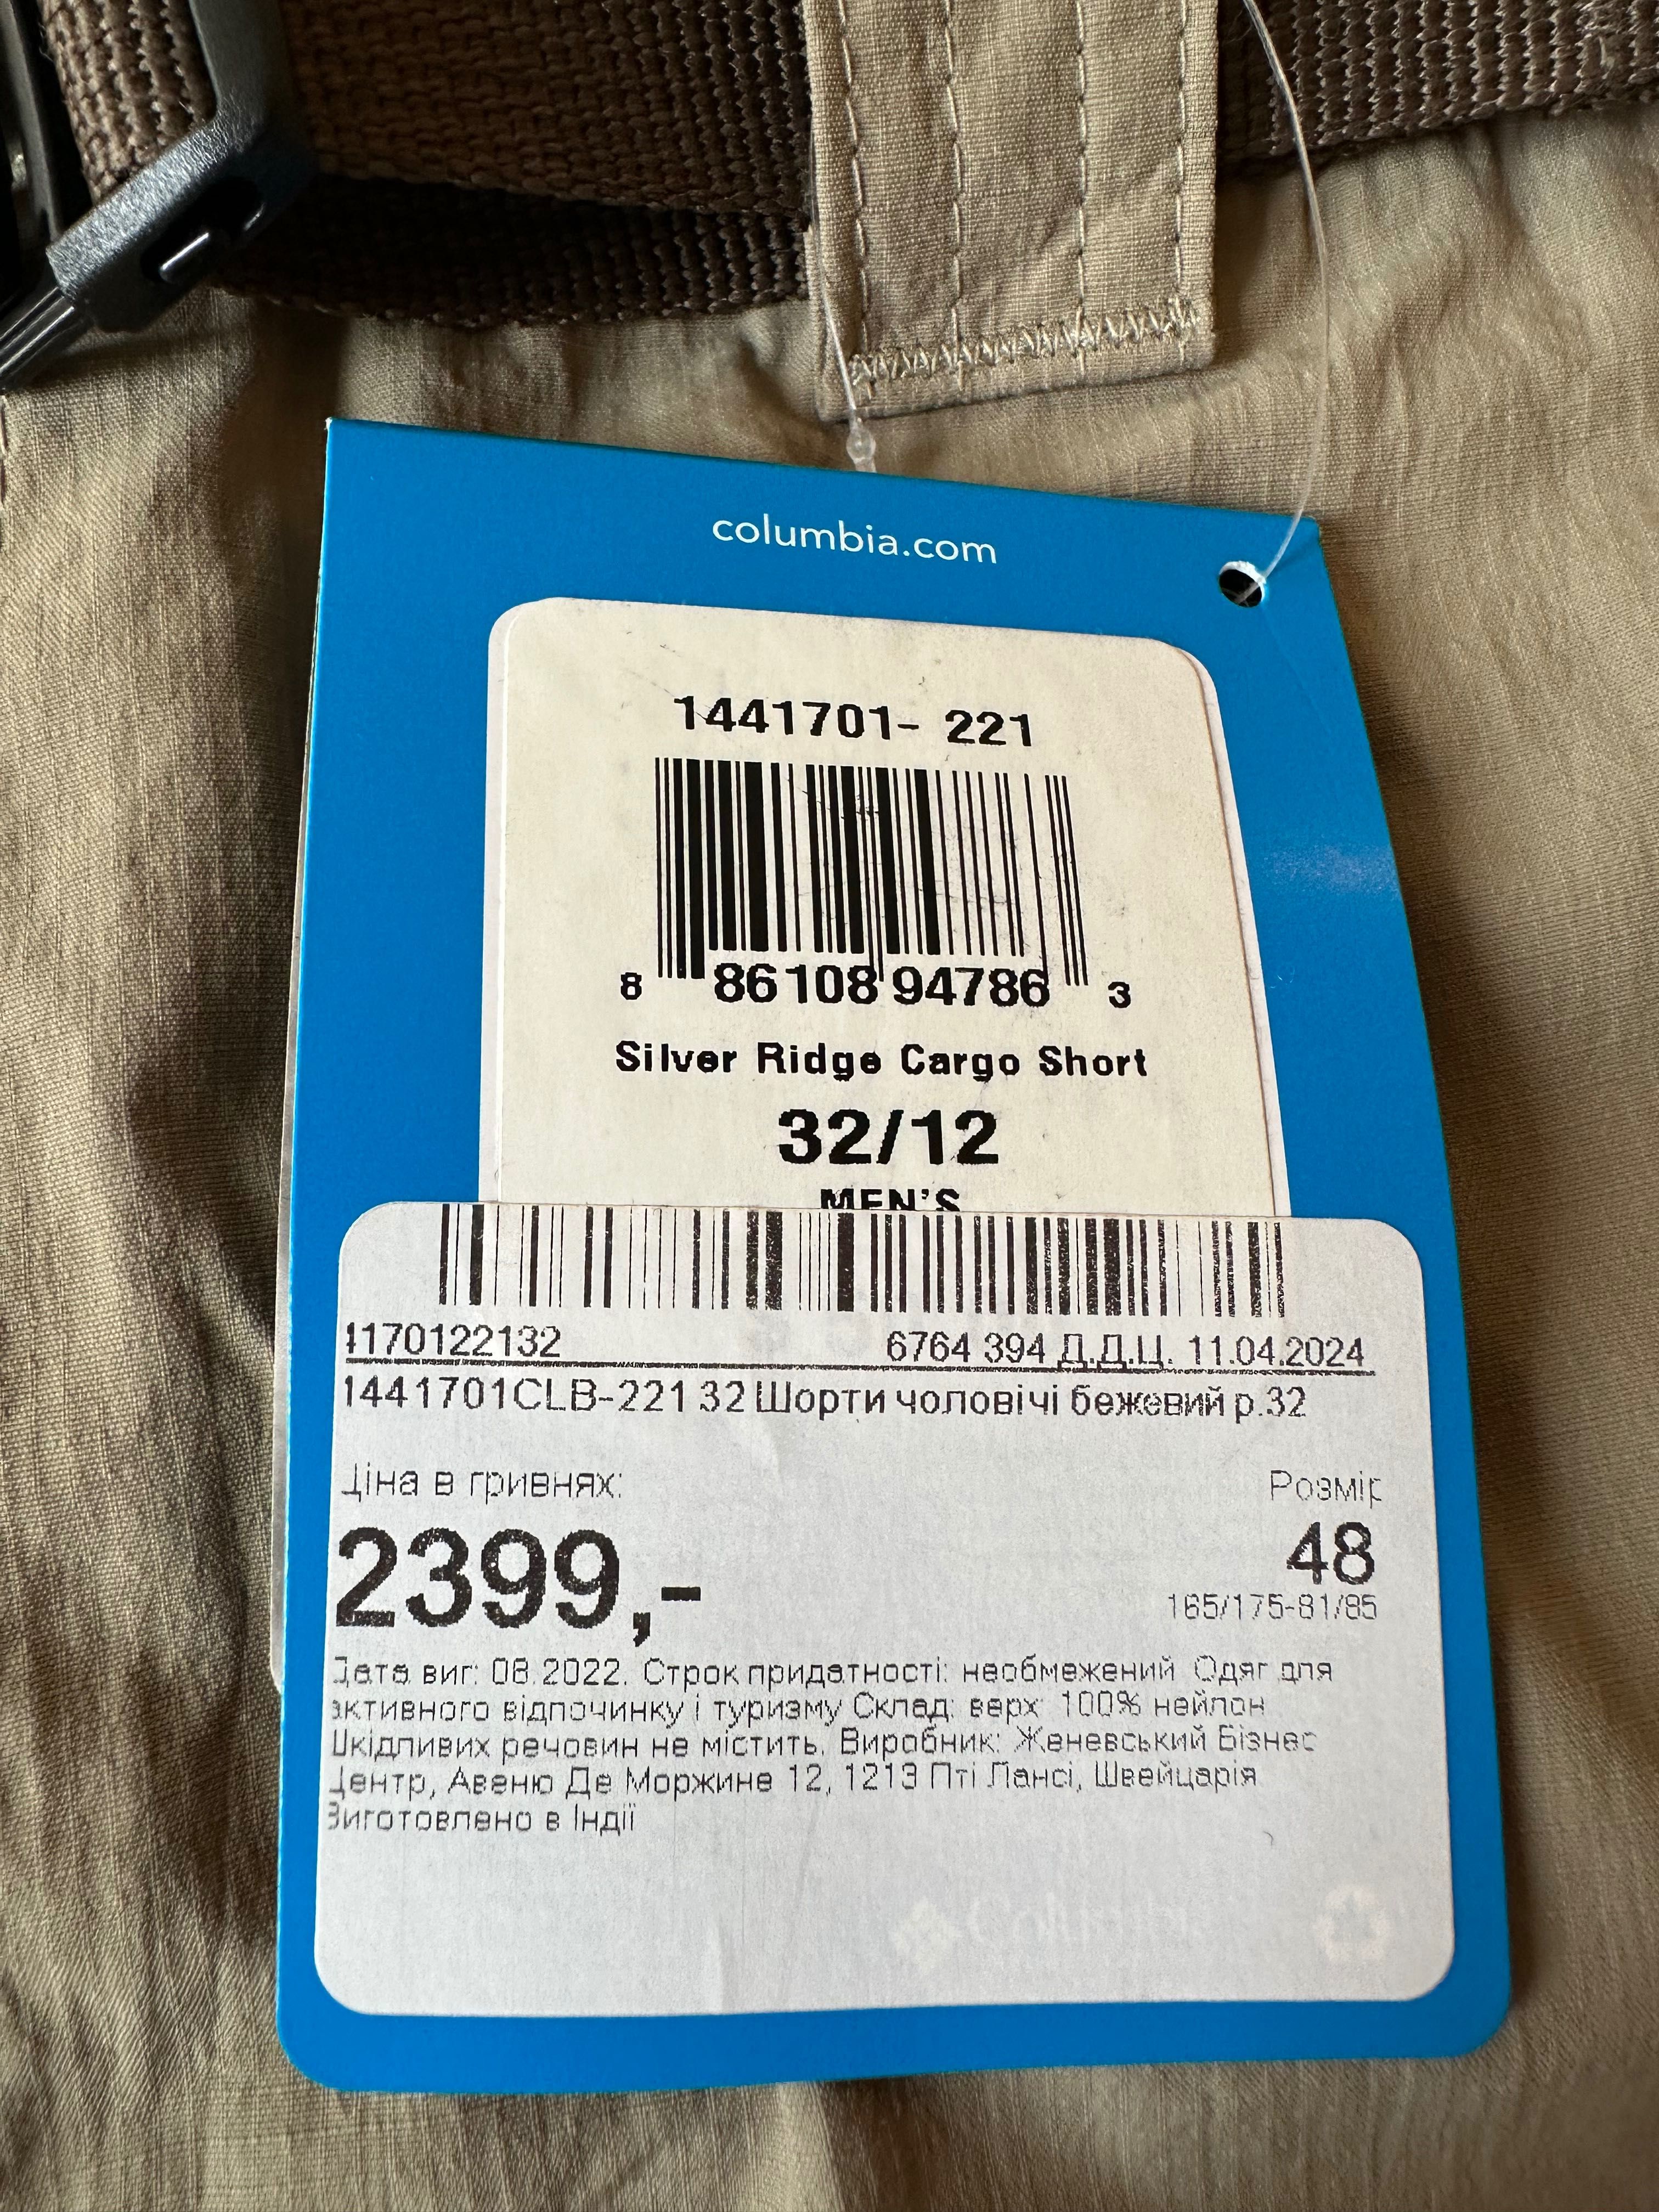 columbia.com
1441701- 221
8 86108 94786 3
Silver Ridge Cargo Short
32/12
MEN'S
4170122132 6764 394 Д.Д.Ц. 11.04.2024
1441701CLB-221 32 Шорти чоловічі бежевий р.32
Ціна в гривнях: Розмір
2399,- 48
165/175-81/85
Дата виг: 08.2022. Строк придатності: необмежений. Одяг для
активного відпочинку і туризму Склад: верх: 100% нейлон
Шкідливих речовин не містить. Виробник: Женевський Бізнес
Центр, Авеню Де Моржине 12, 1213 Пті Лансі, Швейцарія
Виготовлено в Індії
Columbia